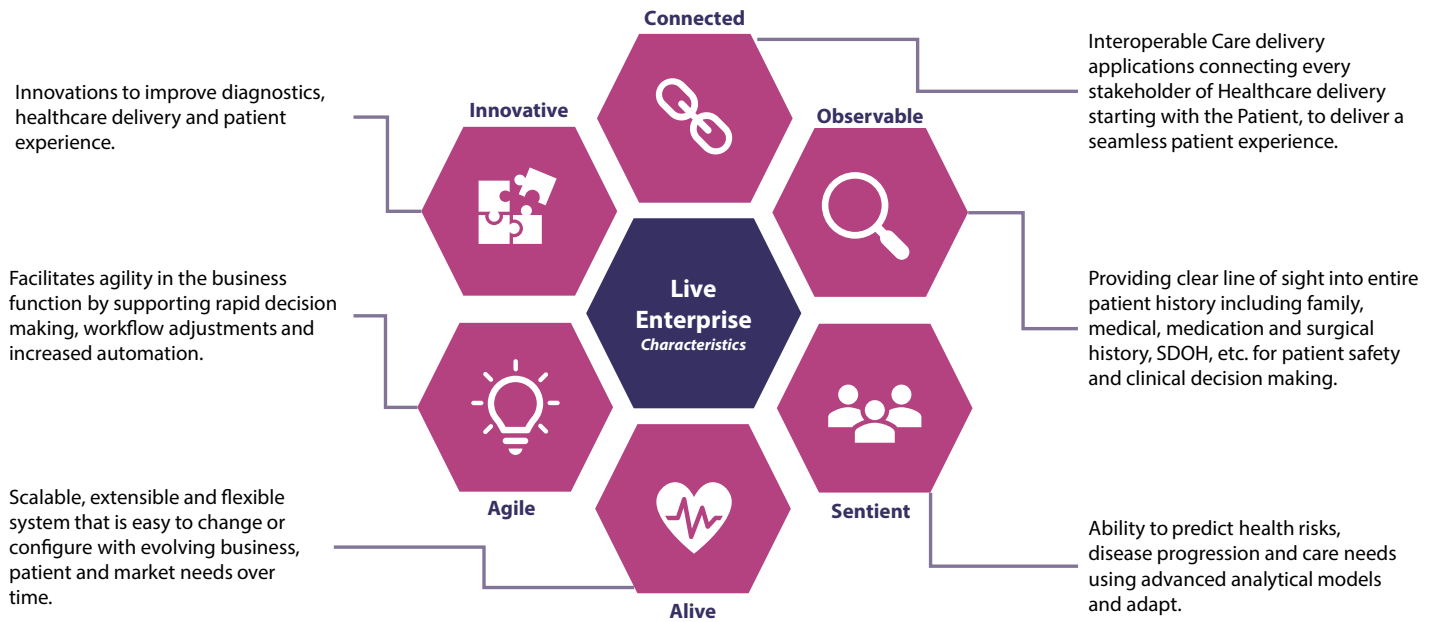 Connected
Interoperable Care delivery
applications connecting every
stakeholder of Healthcare delivery
starting with the Patient, to deliver a
seamless patient experience.
Innovations to improve diagnostics,
healthcare delivery and patient
experience.
Innovative
Observable
Facilitates agility in the business
function by supporting rapid decision
making, workflow adjustments and
increased automation.
Live
Enterprise
Characteristics
Providing clear line of sight into entire
patient history including family,
medical, medication and surgical
history, SDOH, etc. for patient safety
and clinical decision making.
Scalable, extensible and flexible
system that is easy to change or
configure with evolving business,
patient and market needs over
time.
Agile
Sentient
Ability to predict health risks,
disease progression and care needs
using advanced analytical models
and adapt.
Alive